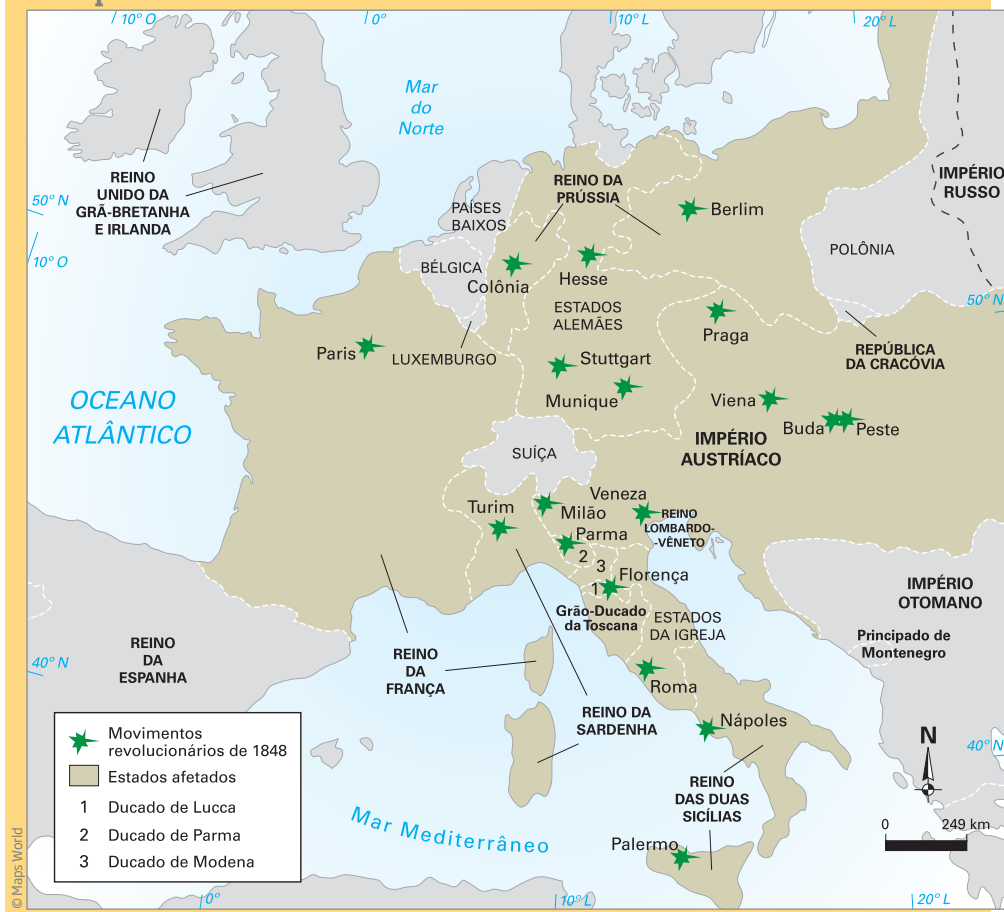 10° O
0°
10° L
20° L
Mar
do
Norte
REINO
UNIDO DA
GRÃ-BRETANHA
E IRLANDA
50° N
10° O
PAÍSES
BAIXOS
REINO DA
PRÚSSIA
Berlim
IMPÉRIO
RUSSO
POLÔNIA
BÉLGICA
Colônia
Hesse
ESTADOS
ALEMÃES
50° N
Praga
Paris
LUXEMBURGO
Stuttgart
REPÚBLICA
DA CRACÓVIA
OCEANO
ATLÂNTICO
Munique
Viena
Buda
Peste
IMPÉRIO
AUSTRÍACO
SUÍÇA
Turim
Milão
Veneza
REINO
LOMBARDO-
-VÊNETO
Parma
2
3
1
Florença
Grão-Ducado
da Toscana
ESTADOS
DA IGREJA
IMPÉRIO
OTOMANO
Principado de
Montenegro
REINO
DA
ESPANHA
40° N
REINO
DA
FRANÇA
Roma
REINO DA
SARDENHA
Nápoles
N
40° N
REINO
DAS DUAS
SICÍLIAS
0 249 km
Mar Mediterrâneo
Palermo
Movimentos
revolucionários de 1848
Estados afetados
1 Ducado de Lucca
2 Ducado de Parma
3 Ducado de Modena
© Maps World
0°
10° L
20° L